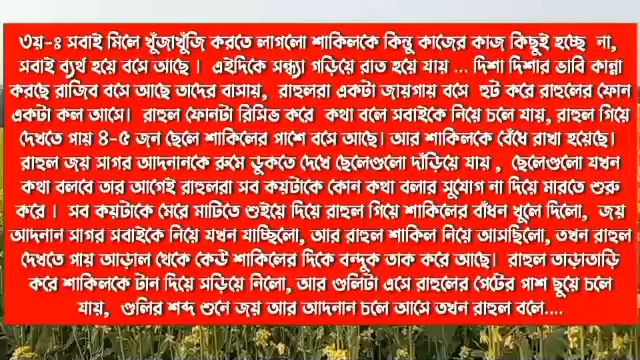 ৩য়-ঃ সবাই মিলে খুঁজাখুঁজি করতে লাগলো শাকিলকে কিন্তু কাজের কাজ কিছুই হচ্ছে না,
সবাই ব্যর্থ হয়ে বসে আছে। এইদিকে সন্ধ্যা গড়িয়ে রাত হয়ে যায় ... দিশা দিশার ভাবি কান্না
করছে রাজিব বসে আছে তাদের বাসায়, রাহুলরা একটা জায়গায় বসে হুট করে রাহুলের ফোন
একটা কল আসে। রাহুল ফোনটা রিসিভ করে কথা বলে সবাইকে নিয়ে চলে যায়, রাহুল গিয়ে
দেখতে পায় ৪-৫ জন ছেলে শাকিলের পাশে বসে আছে। আর শাকিলকে বেঁধে রাখা হয়েছে।
রাহুল জয় সাগর আদনানকে রুমে ঢুকতে দেখে ছেলেগুলো দাঁড়িয়ে যায় , ছেলেগুলো যখন
কথা বলবে তার আগেই রাহুলরা সব কয়টাকে কোন কথা বলার সুযোগ না দিয়ে মারতে শুরু
করে। সব কয়টাকে মেরে মাটিতে শুইয়ে দিয়ে রাহুল গিয়ে শাকিলের বাঁধন খুলে দিলো, জয়
আদনান সাগর সবাইকে নিয়ে যখন যাচ্ছিলো, আর রাহুল শাকিল নিয়ে আসছিলো, তখন রাহুল
দেখতে পায় আড়াল থেকে কেউ শাকিলের দিকে বন্দুক তাক করে আছে। রাহুল তাড়াতাড়ি
করে শাকিলকে টান দিয়ে সড়িয়ে নিলো, আর গুলিটা এসে রাহুলের পেটের পাশ ছুয়ে চলে
যায়, গুলির শব্দ শুনে জয় আর আদনান চলে আসে তখন রাহুল বলে....